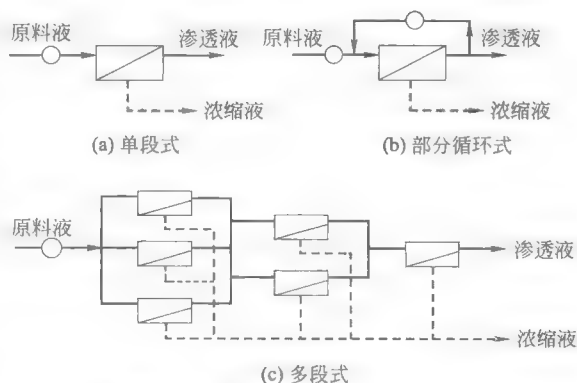 原料液
渗透液
浓缩液
(a) 单段式
原料液
渗透液
浓缩液
(b) 部分循环式
原料液
渗透液
浓缩液
(c) 多段式